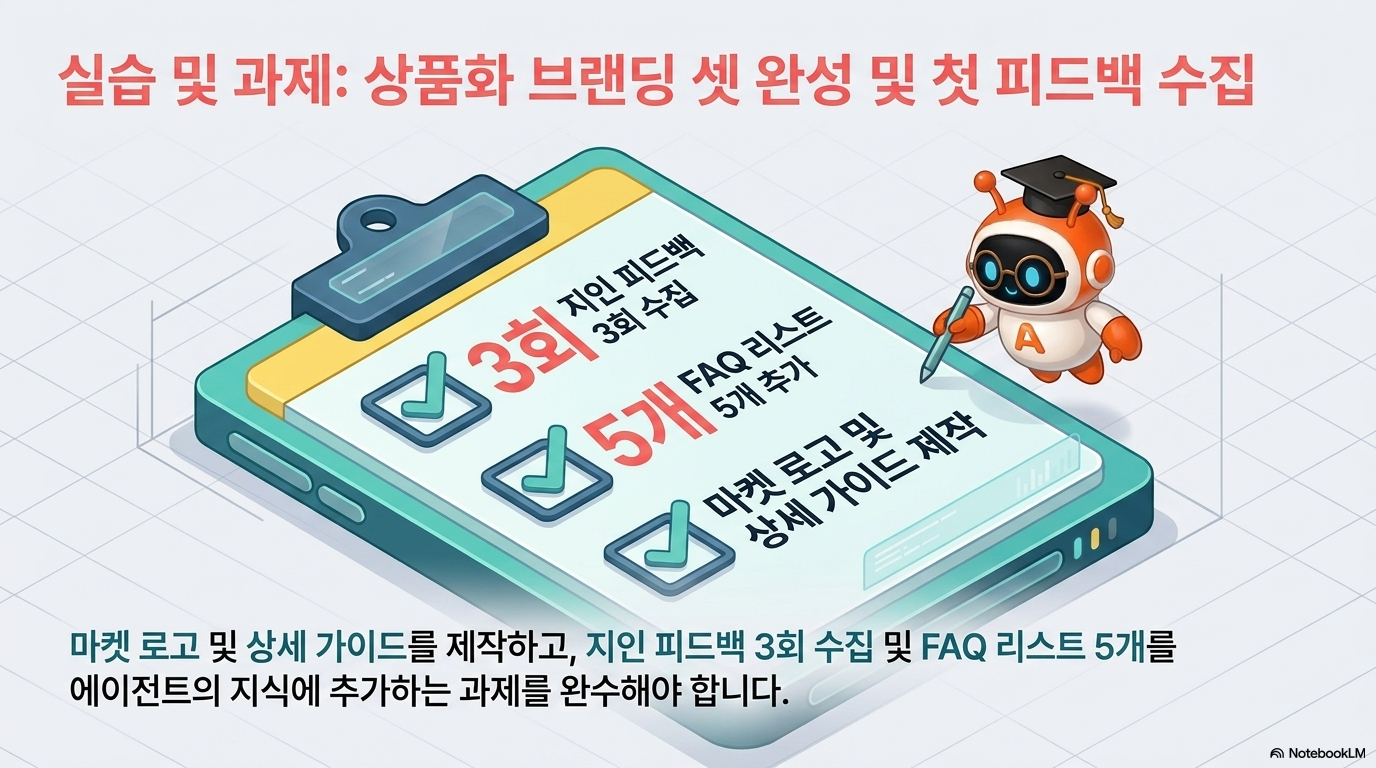 실습 및 과제: 상품화 브랜딩 셋 완성 및 첫 피드백 수집
3회 지인 피드백
3회 수집
5개 FAQ 리스트
5개 추가
마켓 로고 및
상세 가이드 제작
A
마켓 로고 및 상세 가이드를 제작하고, 지인 피드백 3회 수집 및 FAQ 리스트 5개를
에이전트의 지식에 추가하는 과제를 완수해야 합니다.
NotebookLM